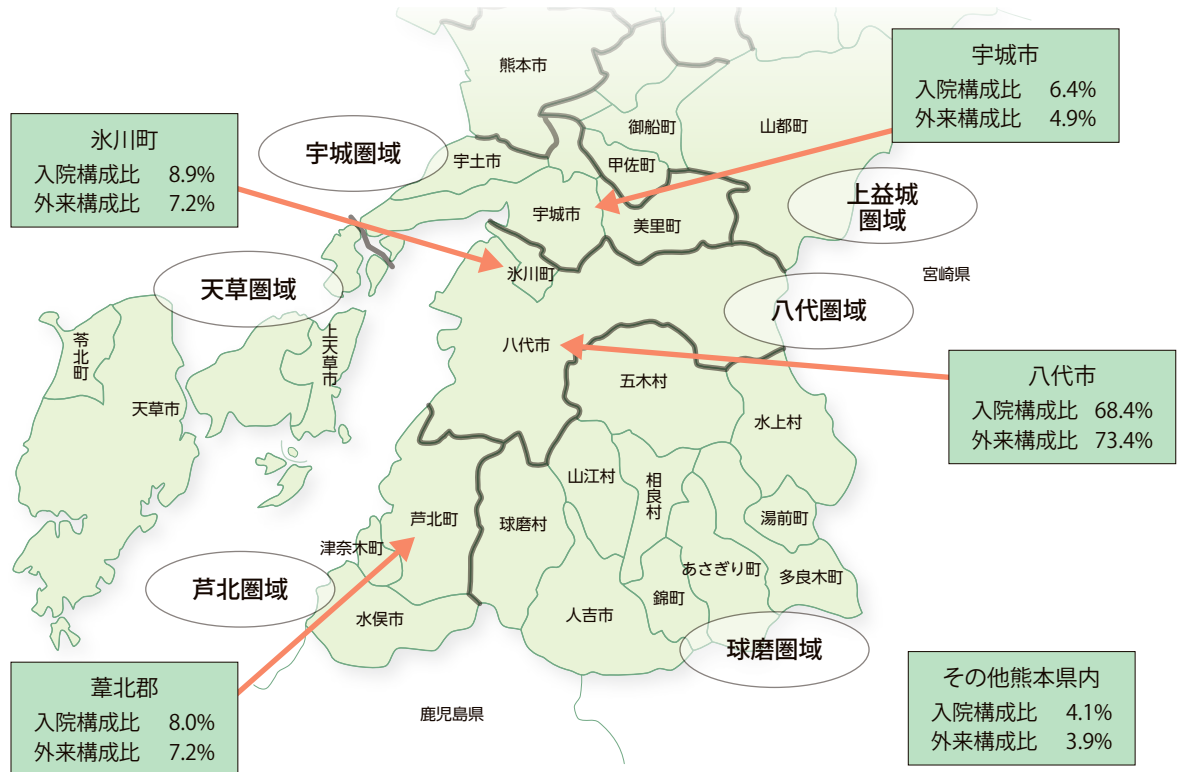 宇城市
入院構成比 6.4%
外来構成比 4.9%
熊本市
御船町
山都町
氷川町
入院構成比 8.9%
外来構成比 7.2%
宇城圏域
宇土市
甲佐町
宇城市
美里町
上益城
圏域
氷川町
宮崎県
天草圏域
八代圏域
苓北町
上天草市
八代市
天草市
五木村
八代市
入院構成比 68.4%
外来構成比 73.4%
水上村
山江村
相良村
芦北町
球磨村
湯前町
津奈木町
あさぎり町
多良木町
芦北圏域
錦町
水俣市
人吉市
球磨圏域
葦北郡
入院構成比 8.0%
外来構成比 7.2%
鹿児島県
その他熊本県内
入院構成比 4.1%
外来構成比 3.9%